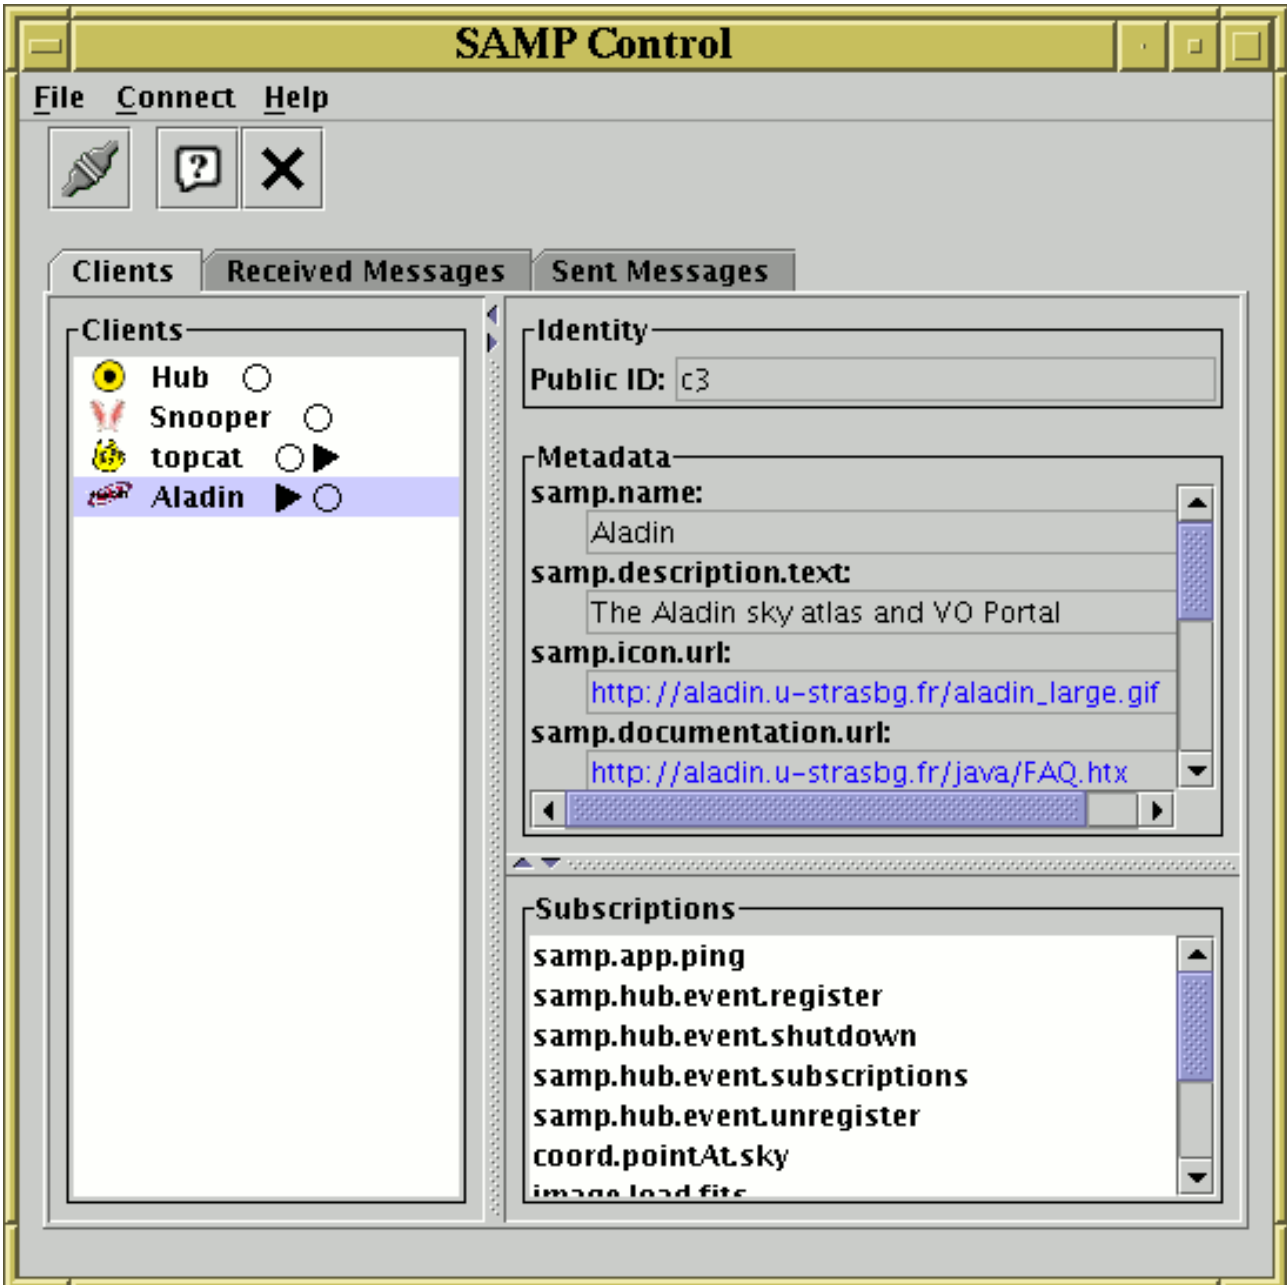 SAMP Control
File Connect Help
?
Clients Received Messages Sent Messages
Clients
Hub
Snooper
topcat
Aladin
Identity
Public ID: c3
Metadata
samp.name:
Aladin
samp.description.text:
The Aladin sky atlas and VO Portal
samp.icon.url:
http://aladin.u-strasbg.fr/aladin_large.gif
samp.documentation.url:
http://aladin.u-strasbg.fr/java/FAQ.htx
Subscriptions
samp.app.ping
samp.hub.event.register
samp.hub.event.shutdown
samp.hub.event.subscriptions
samp.hub.event.unregister
coord.pointAt.sky
image.load.fits